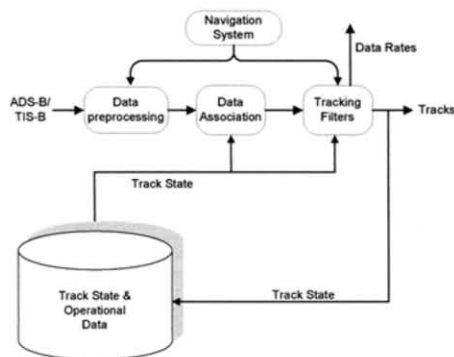 Navigation
System
Data Rates
ADS-B/
TIS-B
Data
preprocessing
Data
Association
Tracking
Filters
Tracks
Track State
Track State &
Operational
Data
Track State